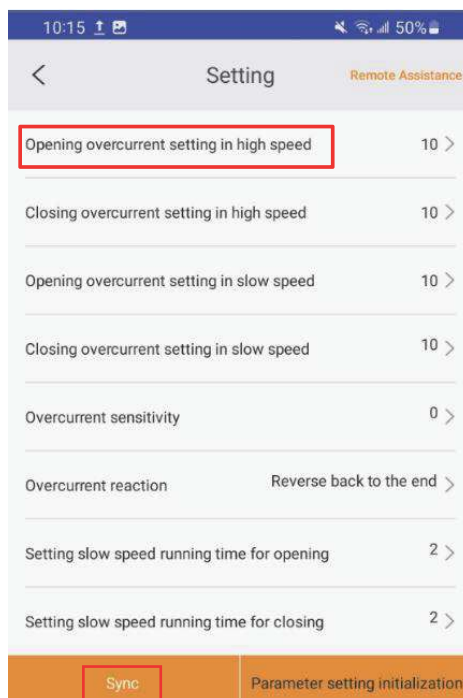 10:15 50%
Setting Remote Assistance
Opening overcurrent setting in high speed 10
Closing overcurrent setting in high speed 10
Opening overcurrent setting in slow speed 10
Closing overcurrent setting in slow speed 10
Overcurrent sensitivity 0
Overcurrent reaction Reverse back to the end
Setting slow speed running time for opening 2
Setting slow speed running time for closing 2
Sync Parameter setting initialization